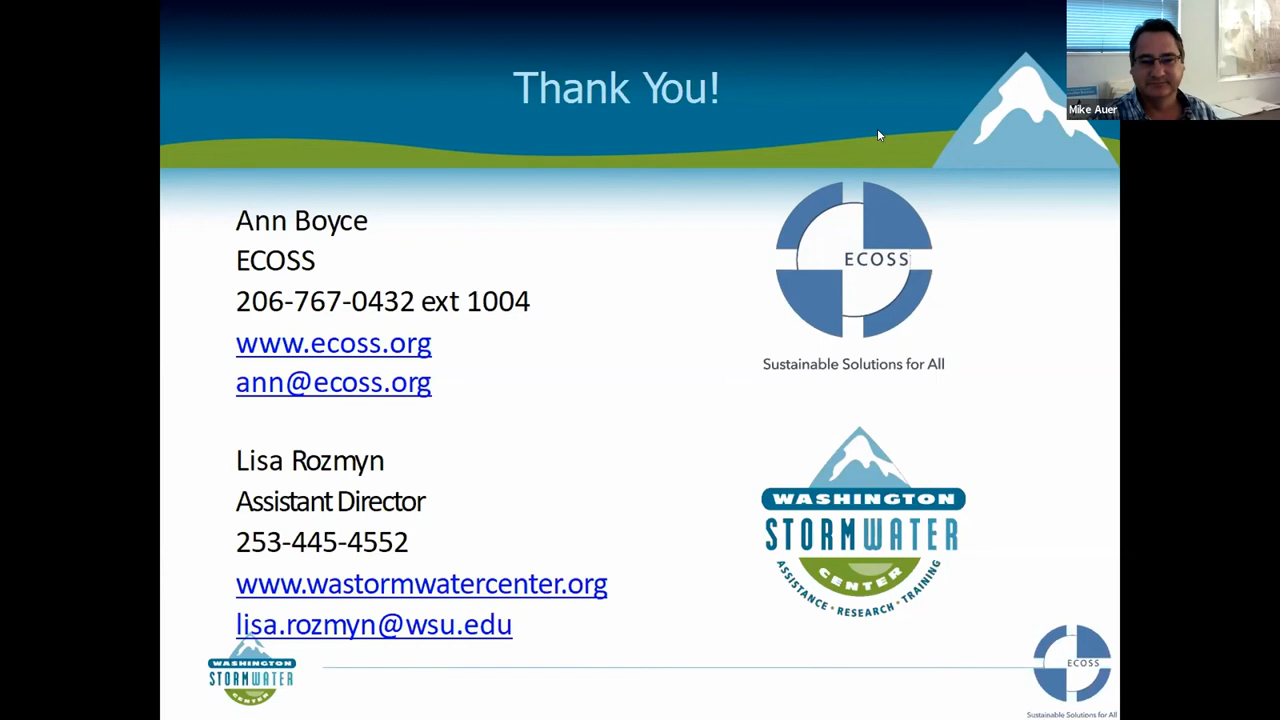 Thank You!
Mike Auer
Ann Boyce
ECOSS
206-767-0432 ext 1004
www.ecoss.org
ann@ecoss.org
ECOSS
Sustainable Solutions for All
Lisa Rozmyn
Assistant Director
253-445-4552
www.wastormwatercenter.org
lisa.rozmyn@wsu.edu
WASHINGTON
STORMWATER
CENTER
ASSISTANCE • RESEARCH • TRAINING
WASHINGTON
STORMWATER
CENTER
ECOSS
Sustainable Solutions for All